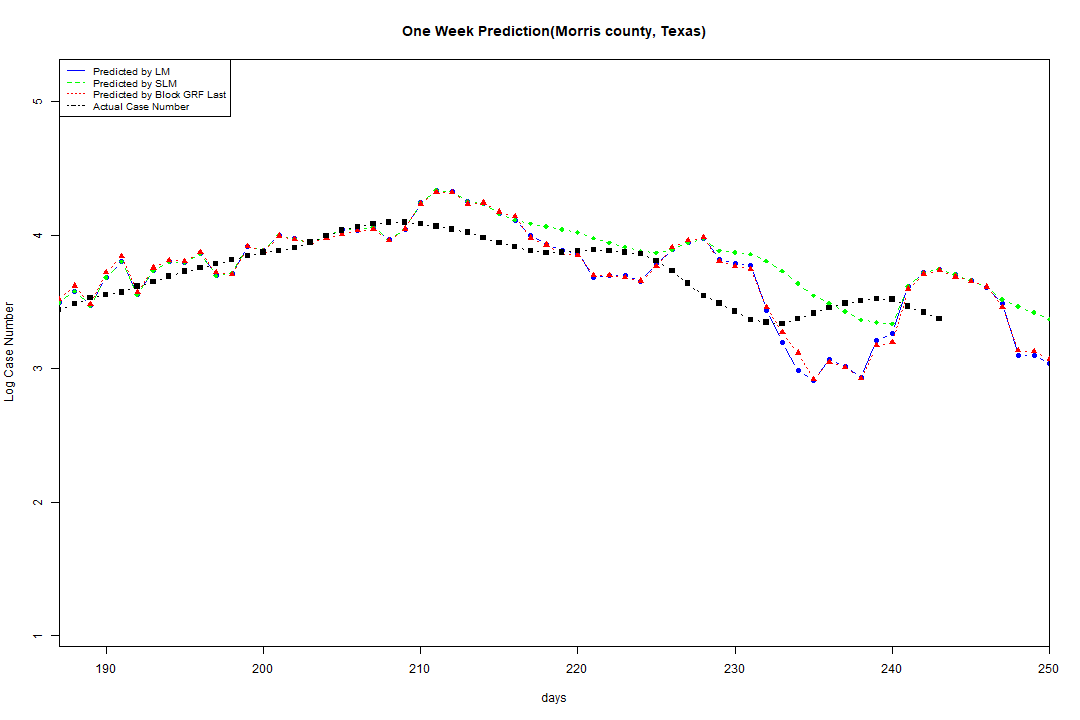 One Week Prediction(Morris county, Texas)
Predicted by LM
Predicted by SLM
Predicted by Block GRF Last
Actual Case Number
5
4
3
2
1
Log Case Number
190 200 210 220 230 240 250
days